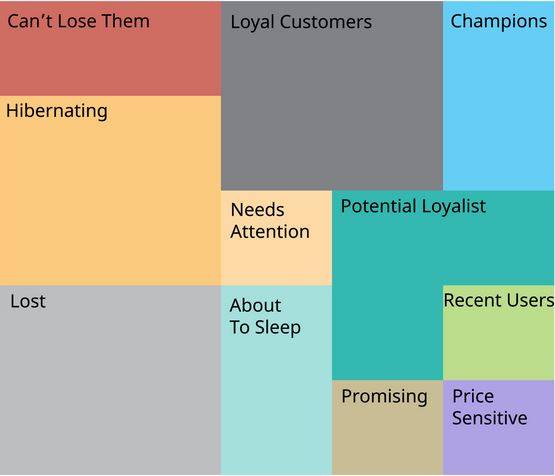 Can’t Lose Them
Loyal Customers
Champions
Hibernating
Needs
Attention
Potential Loyalist
Lost
About
To Sleep
Recent Users
Promising
Price
Sensitive